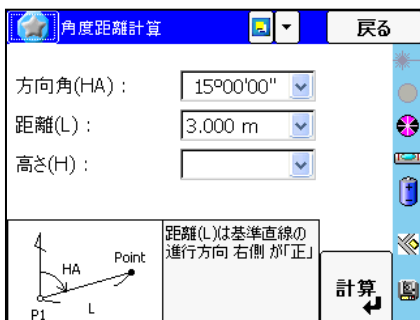 角度距離計算
戻る
方向角(HA)：
15º00'00"
距離(L)：
3.000 m
高さ(H)：
HA
Point
P1
L
距離(L)は基準直線の
進行方向 右側 が「正」
計算